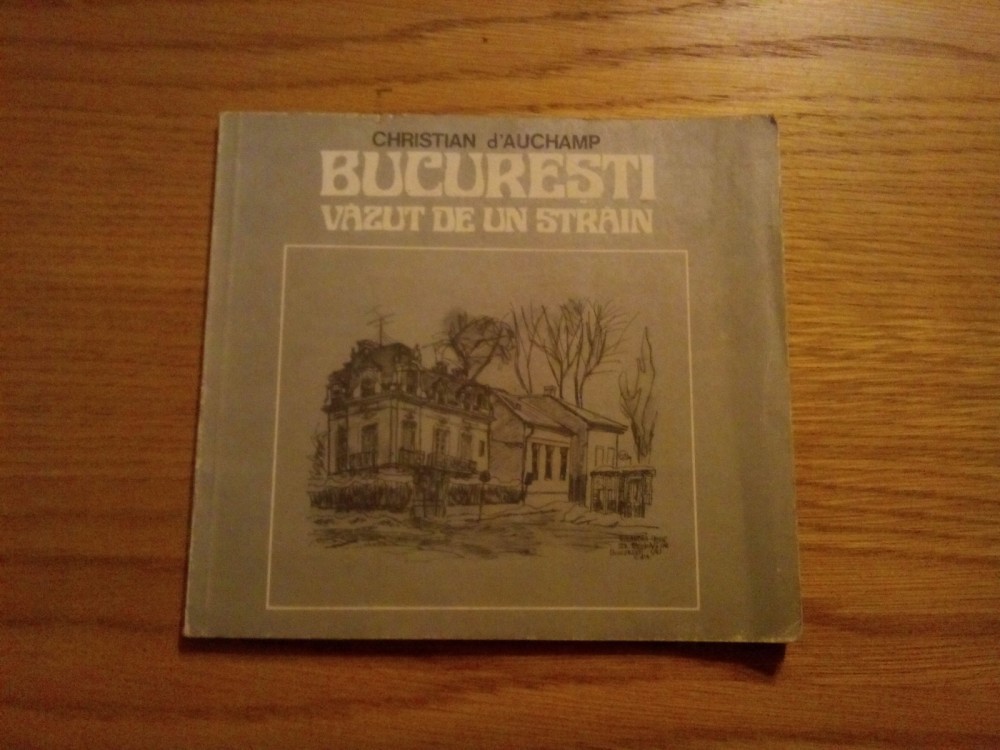 CHRISTIAN d'AUCHAMP
BUCUREȘTI
VĂZUT DE UN STRĂIN